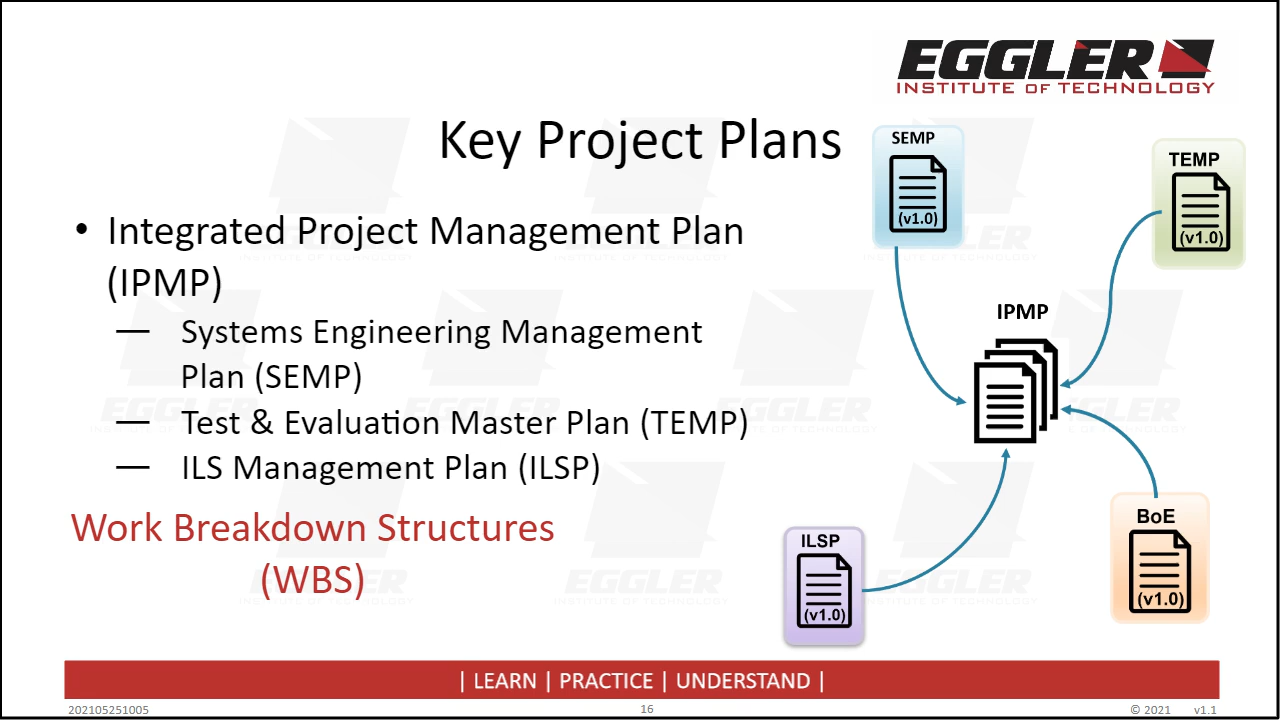 EGGLER
INSTITUTE OF TECHNOLOGY
Key Project Plans
• Integrated Project Management Plan
(IPMP)
— Systems Engineering Management
Plan (SEMP)
— Test & Evaluation Master Plan (TEMP)
— ILS Management Plan (ILSP)
Work Breakdown Structures
(WBS)
SEMP
(v1.0)
TEMP
(v1.0)
IPMP
ILSP
(v1.0)
BoE
(v1.0)
| LEARN | PRACTICE | UNDERSTAND |
202105251005
16
© 2021 v1.1